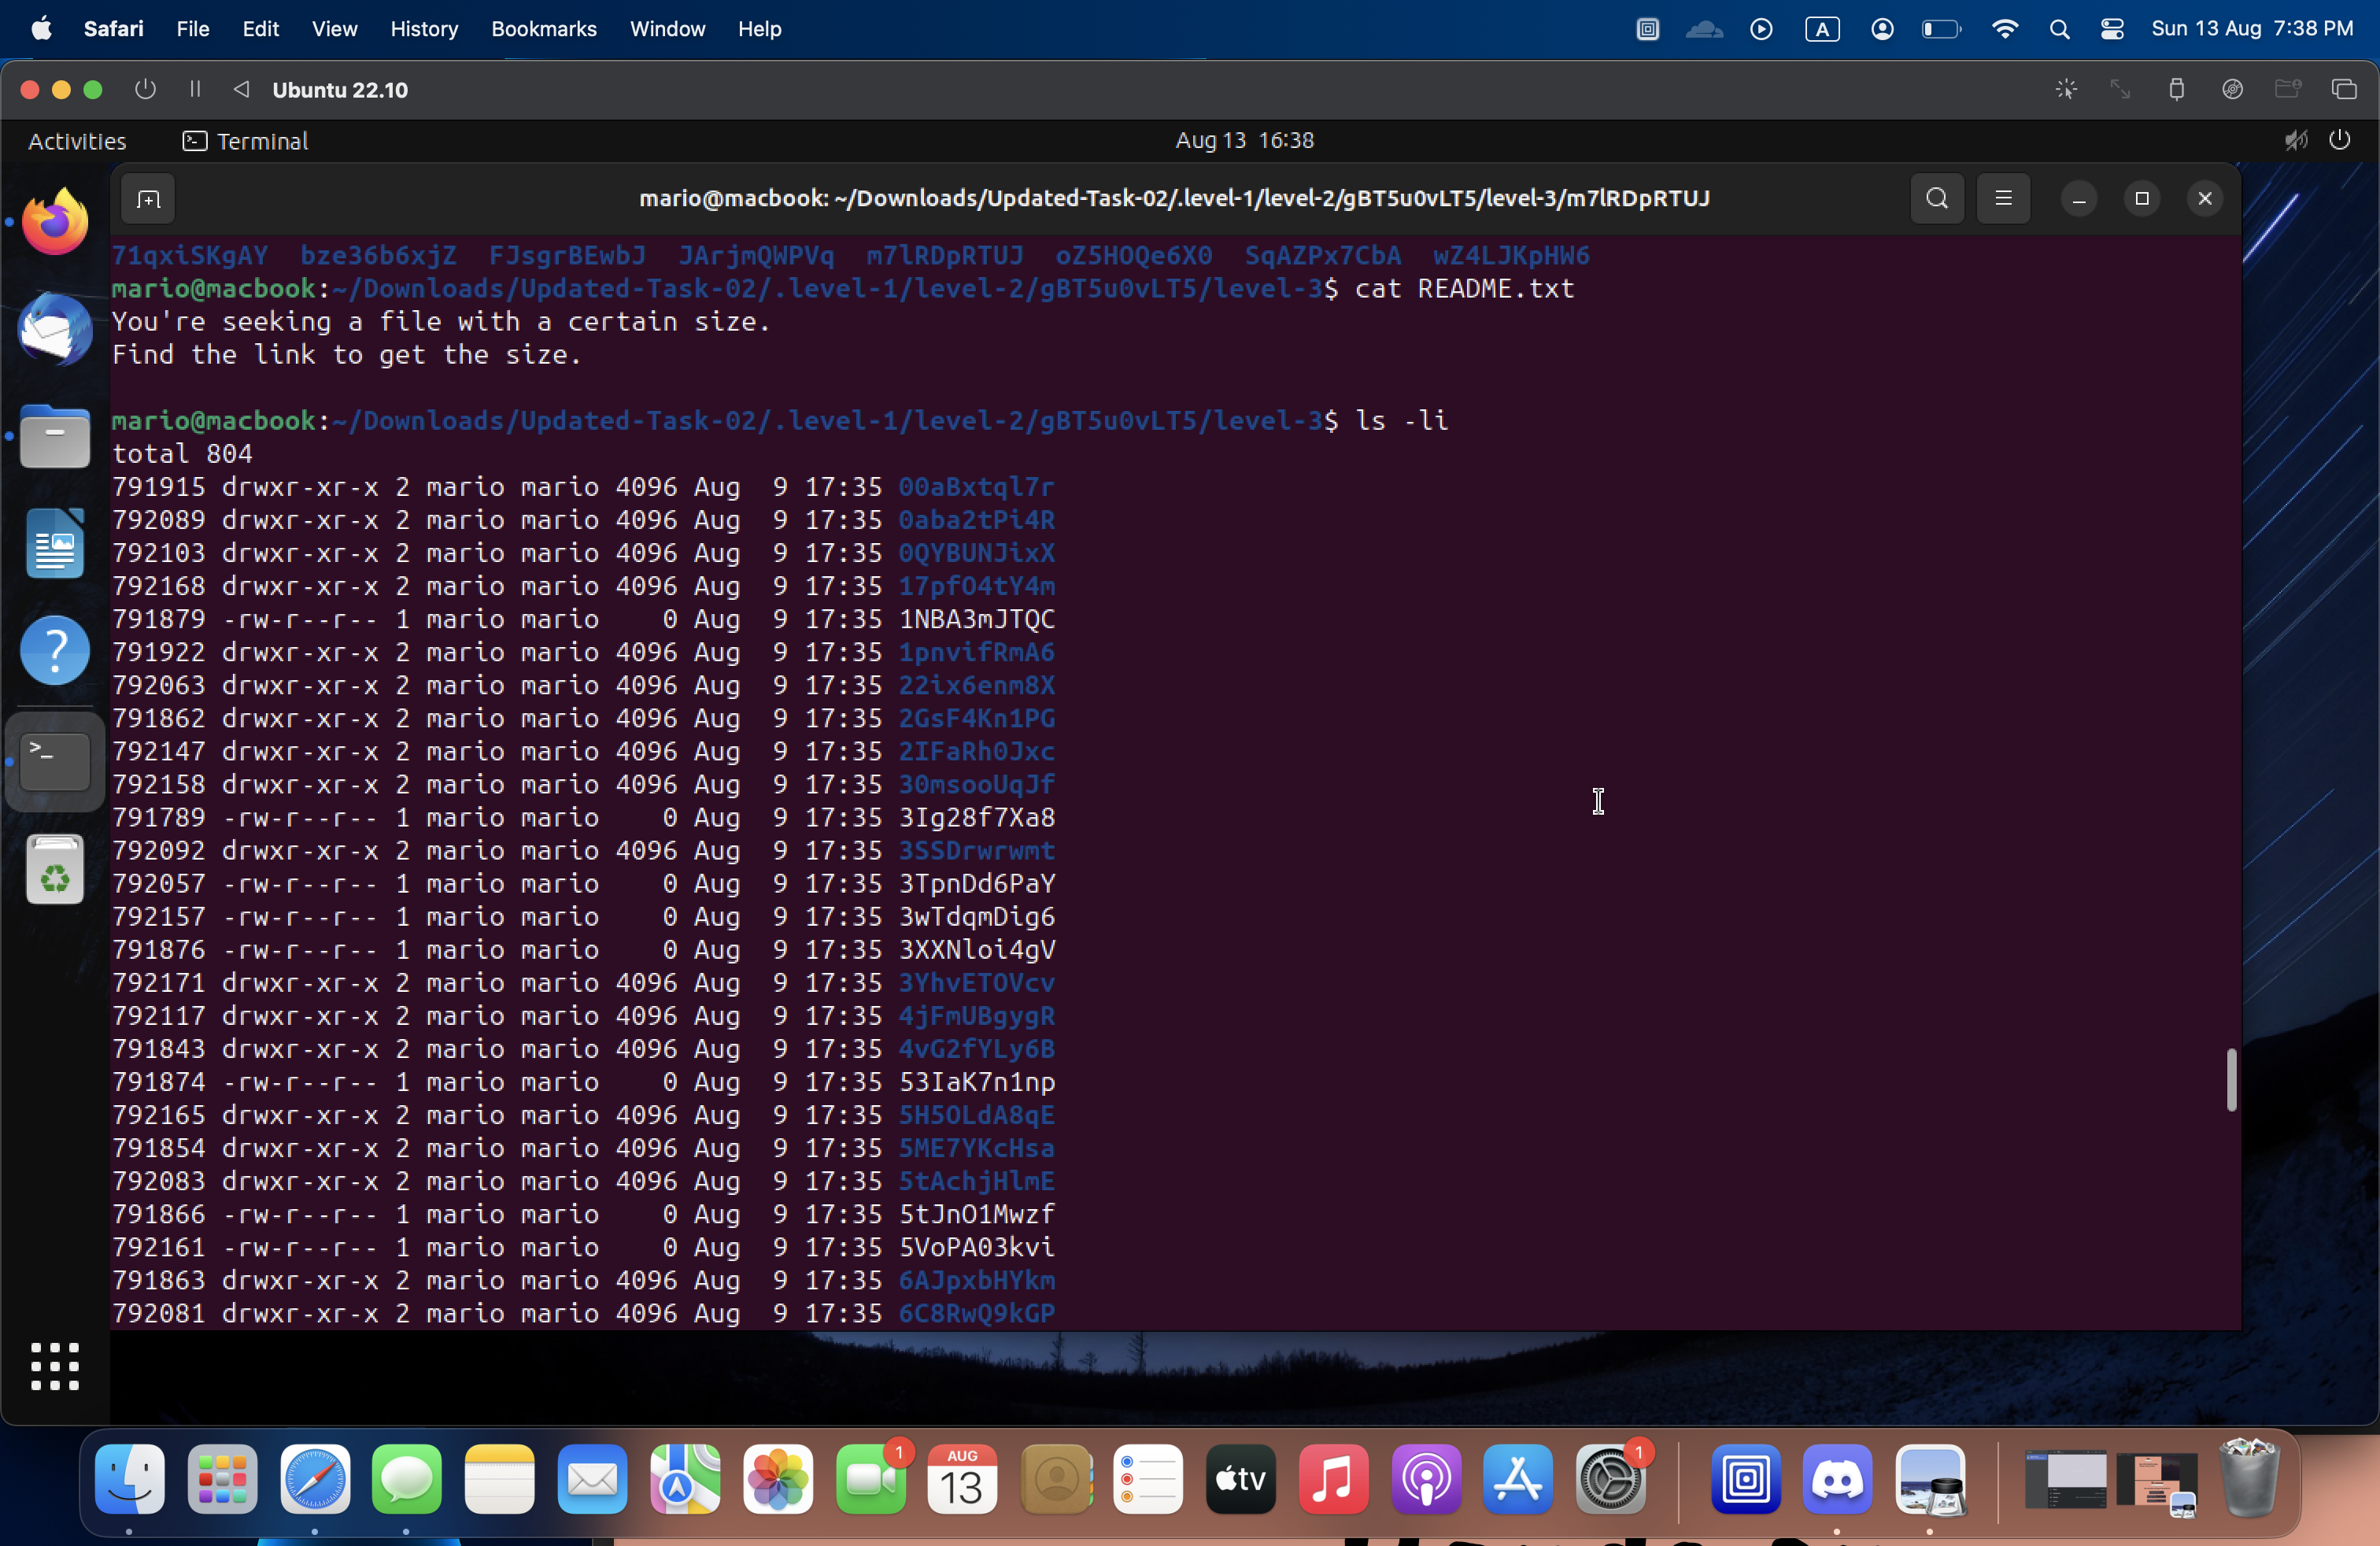 Safari File Edit View History Bookmarks Window Help A Sun 13 Aug 7:38 PM
Ubuntu 22.10
Activities Terminal Aug 13 16:38
mario@macbook: ~/Downloads/Updated-Task-02/.level-1/level-2/gBT5u0vLT5/level-3/m7lRDpRTUJ
71qxiSKgAY bze36b6xjZ FJsgrBEwbJ JArjmQWPVq m7lRDpRTUJ oZ5HOQe6X0 SqAZPx7CbA wZ4LJKpHW6
mario@macbook:~/Downloads/Updated-Task-02/.level-1/level-2/gBT5u0vLT5/level-3$ cat README.txt
You're seeking a file with a certain size.
Find the link to get the size.
mario@macbook:~/Downloads/Updated-Task-02/.level-1/level-2/gBT5u0vLT5/level-3$ ls -li
total 804
791915 drwxr-xr-x 2 mario mario 4096 Aug 9 17:35 00aBxtql7r
792089 drwxr-xr-x 2 mario mario 4096 Aug 9 17:35 0aba2tPi4R
792103 drwxr-xr-x 2 mario mario 4096 Aug 9 17:35 0QYBUNJixX
792168 drwxr-xr-x 2 mario mario 4096 Aug 9 17:35 17pfO4tY4m
791879 -rw-r--r-- 1 mario mario 0 Aug 9 17:35 1NBA3mJTQC
791922 drwxr-xr-x 2 mario mario 4096 Aug 9 17:35 1pnvifRmA6
792063 drwxr-xr-x 2 mario mario 4096 Aug 9 17:35 22ix6enm8X
791862 drwxr-xr-x 2 mario mario 4096 Aug 9 17:35 2GsF4Kn1PG
792147 drwxr-xr-x 2 mario mario 4096 Aug 9 17:35 2IFaRh0Jxc
792158 drwxr-xr-x 2 mario mario 4096 Aug 9 17:35 30msooUqJf
791789 -rw-r--r-- 1 mario mario 0 Aug 9 17:35 3Ig28f7Xa8
792092 drwxr-xr-x 2 mario mario 4096 Aug 9 17:35 3SSDrwrwmt
792057 -rw-r--r-- 1 mario mario 0 Aug 9 17:35 3TpnDd6PaY
792157 -rw-r--r-- 1 mario mario 0 Aug 9 17:35 3wTdqmDig6
791876 -rw-r--r-- 1 mario mario 0 Aug 9 17:35 3XXNloi4gV
792171 drwxr-xr-x 2 mario mario 4096 Aug 9 17:35 3YhvETOVcv
792117 drwxr-xr-x 2 mario mario 4096 Aug 9 17:35 4jFmUBgygR
791843 drwxr-xr-x 2 mario mario 4096 Aug 9 17:35 4vG2fYLy6B
791874 -rw-r--r-- 1 mario mario 0 Aug 9 17:35 53IaK7n1np
792165 drwxr-xr-x 2 mario mario 4096 Aug 9 17:35 5H5OLdA8qE
791854 drwxr-xr-x 2 mario mario 4096 Aug 9 17:35 5ME7YKcHsa
792083 drwxr-xr-x 2 mario mario 4096 Aug 9 17:35 5tAchjHlmE
791866 -rw-r--r-- 1 mario mario 0 Aug 9 17:35 5tJnO1Mwzf
792161 -rw-r--r-- 1 mario mario 0 Aug 9 17:35 5VoPA03kvi
791863 drwxr-xr-x 2 mario mario 4096 Aug 9 17:35 6AJpxbHYkm
792081 drwxr-xr-x 2 mario mario 4096 Aug 9 17:35 6C8RwQ9kGP
1 AUG 13 tv 1